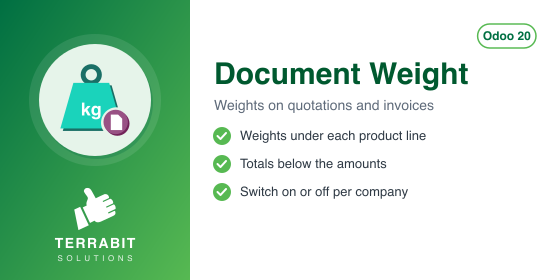 Odoo 20
Document Weight
Weights on quotations and invoices
Weights under each product line
Totals below the amounts
Switch on or off per company
kg
TERRABIT
SOLUTIONS